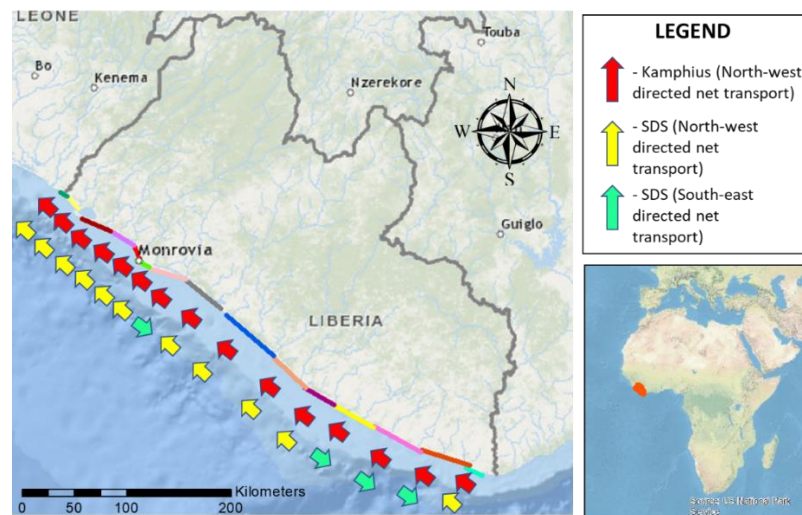 LEONE
Touba
Bo
Kenema
Nzerekore
N
W E
S
Guiglo
Monrovia
LIBERIA
Kilometers
0 50 100 200
LEGEND
- Kamphius (North-west
directed net transport)
- SDS (North-west
directed net
transport)
- SDS (South-east
directed net
transport)
Source: US National Park
Service